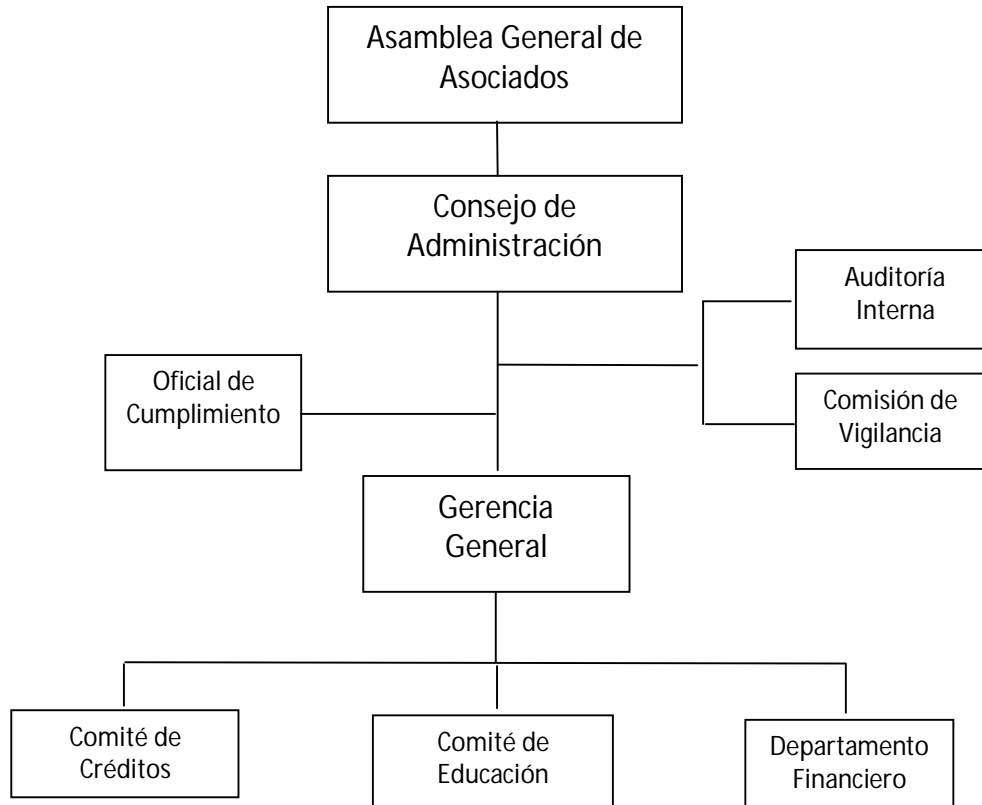 Asamblea General de
Asociados
Consejo de
Administración
Auditoría
Interna
Oficial de
Cumplimiento
Comisión de
Vigilancia
Gerencia
General
Comité de
Créditos
Comité de
Educación
Departamento
Financiero